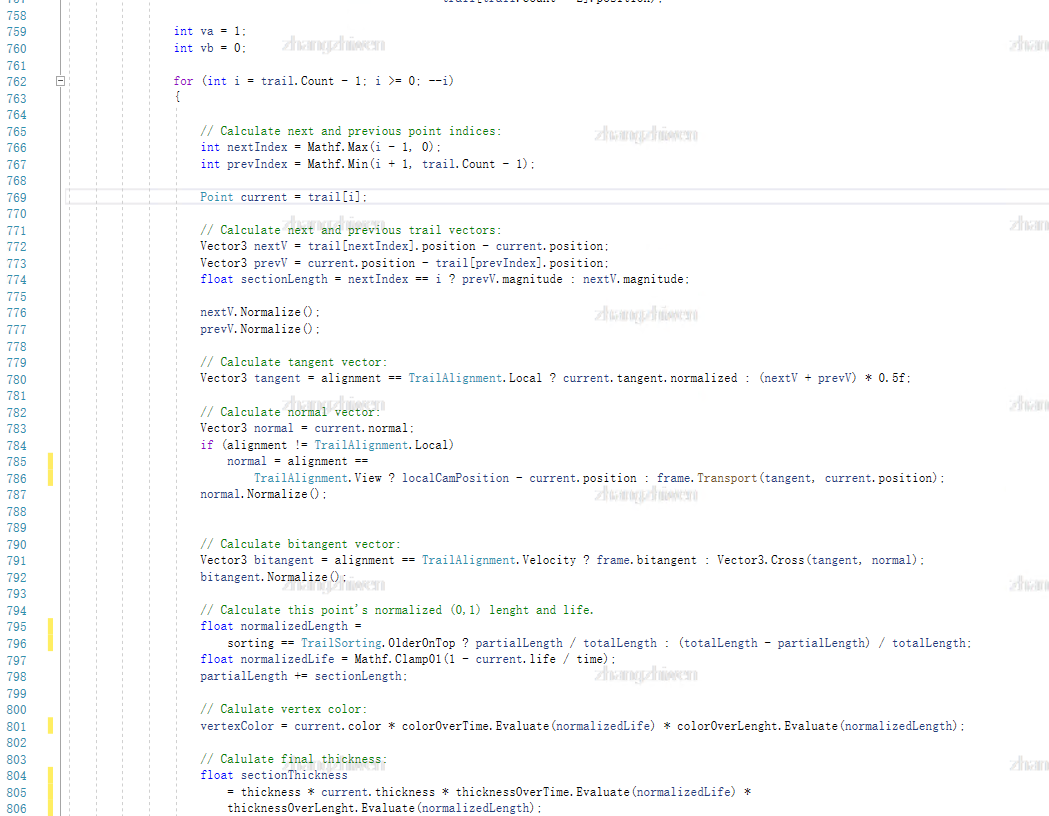 758
759 int va = 1;
760 int vb = 0;
761
762 for (int i = trail.Count - 1; i >= 0; --i)
763 {
764
765 // Calculate next and previous point indices:
766 int nextIndex = Mathf.Max(i - 1, 0);
767 int prevIndex = Mathf.Min(i + 1, trail.Count - 1);
768
769 Point current = trail[i];
770
771 // Calculate next and previous trail vectors:
772 Vector3 nextV = trail[nextIndex].position - current.position;
773 Vector3 prevV = current.position - trail[prevIndex].position;
774 float sectionLength = nextIndex == i ? prevV.magnitude : nextV.magnitude;
775
776 nextV.Normalize();
777 prevV.Normalize();
778
779 // Calculate tangent vector:
780 Vector3 tangent = alignment == TrailAlignment.Local ? current.tangent.normalized : (nextV + prevV) * 0.5f;
781
782 // Calculate normal vector:
783 Vector3 normal = current.normal;
784 if (alignment != TrailAlignment.Local)
785 normal = alignment ==
786 TrailAlignment.View ? localCamPosition - current.position : frame.Transport(tangent, current.position);
787 normal.Normalize();
788
789
790 // Calculate bitangent vector:
791 Vector3 bitangent = alignment == TrailAlignment.Velocity ? frame.bitangent : Vector3.Cross(tangent, normal);
792 bitangent.Normalize();
793
794 // Calculate this point's normalized (0,1) lenght and life.
795 float normalizedLength =
796 sorting == TrailSorting.OlderOnTop ? partialLength / totalLength : (totalLength - partialLength) / totalLength;
797 float normalizedLife = Mathf.Clamp01(1 - current.life / time);
798 partialLength += sectionLength;
799
800 // Calulate vertex color:
801 vertexColor = current.color * colorOverTime.Evaluate(normalizedLife) * colorOverLenght.Evaluate(normalizedLength);
802
803 // Calulate final thickness:
804 float sectionThickness
805 = thickness * current.thickness * thicknessOverTime.Evaluate(normalizedLife) *
806 thicknessOverLenght.Evaluate(normalizedLength);